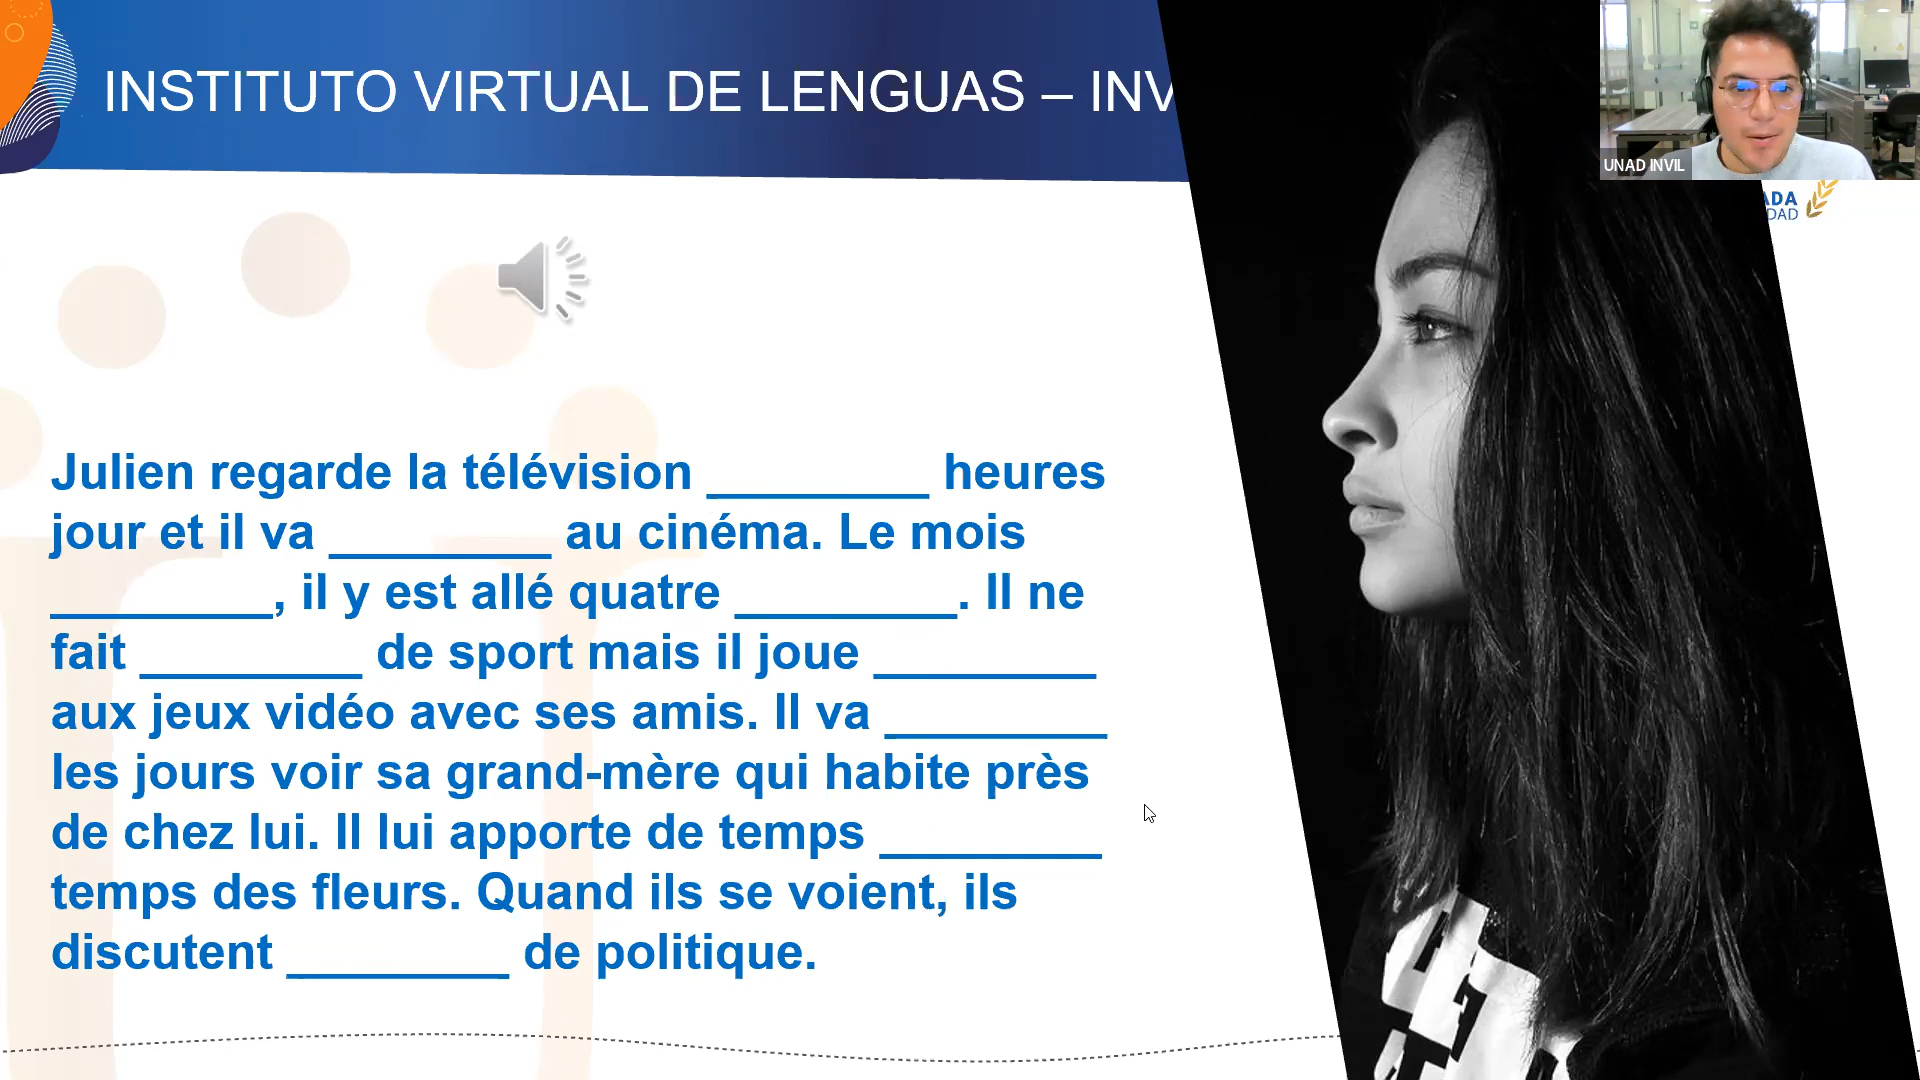 INSTITUTO VIRTUAL DE LENGUAS – INV
UNAD INVIL
ADA
DAD
Julien regarde la télévision ________ heures
jour et il va ________ au cinéma. Le mois
________, il y est allé quatre ________. Il ne
fait ________ de sport mais il joue ________
aux jeux vidéo avec ses amis. Il va ________
les jours voir sa grand-mère qui habite près
de chez lui. Il lui apporte de temps ________
temps des fleurs. Quand ils se voient, ils
discutent ________ de politique.